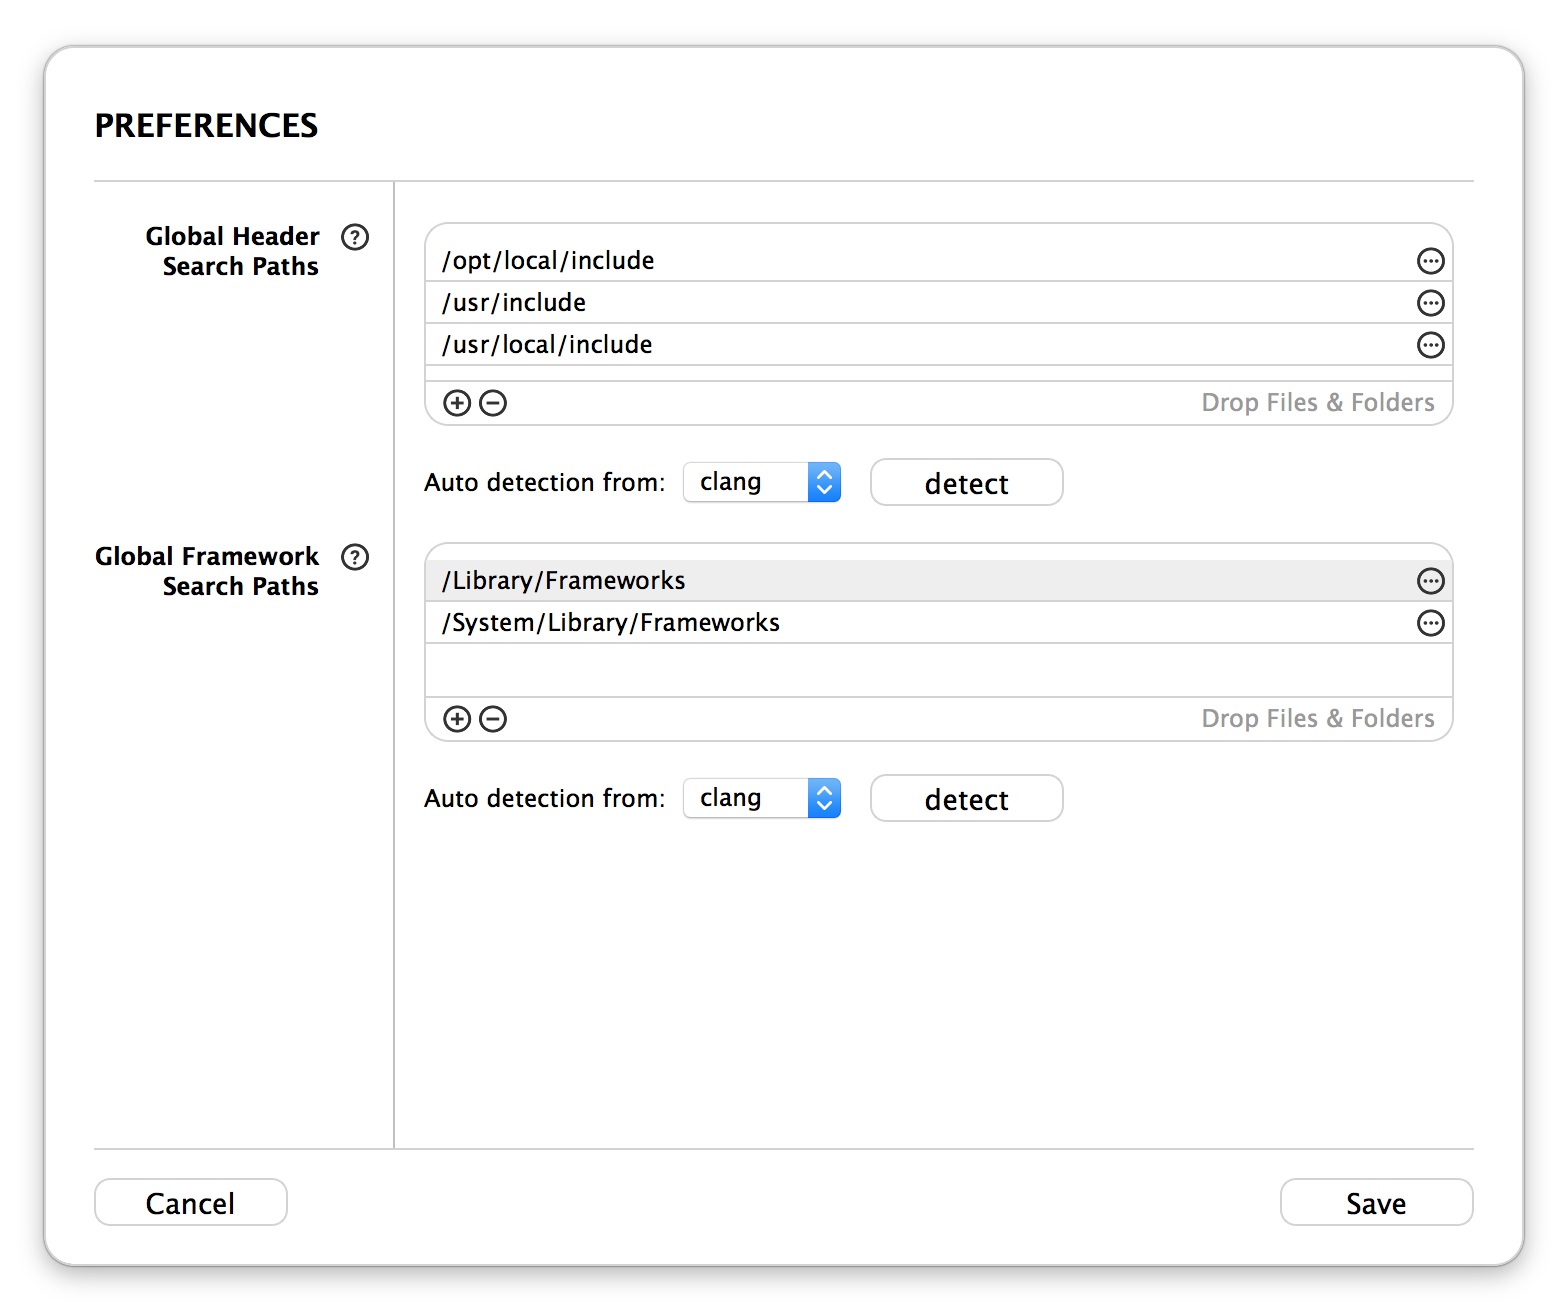 PREFERENCES
Global Header
Search Paths
/opt/local/include
/usr/include
/usr/local/include
Drop Files & Folders
Auto detection from: clang detect
Global Framework
Search Paths
/Library/Frameworks
/System/Library/Frameworks
Drop Files & Folders
Auto detection from: clang detect
Cancel Save